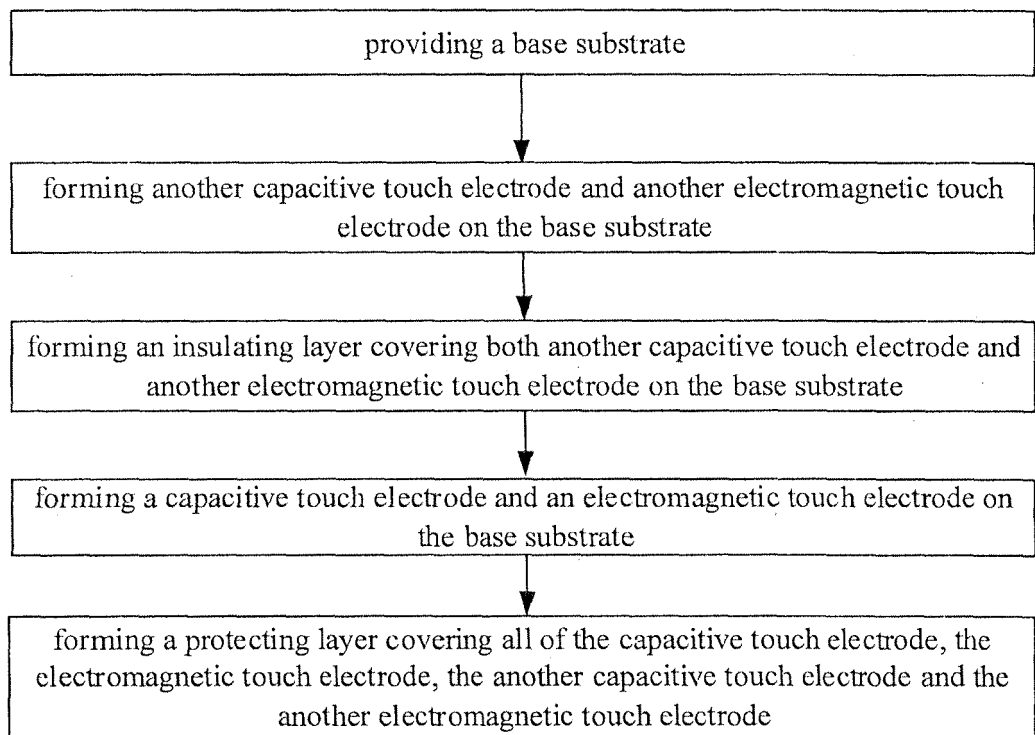 providing a base substrate
forming another capacitive touch electrode and another electromagnetic touch
electrode on the base substrate
forming an insulating layer covering both another capacitive touch electrode and
another electromagnetic touch electrode on the base substrate
forming a capacitive touch electrode and an electromagnetic touch electrode on
the base substrate
forming a protecting layer covering all of the capacitive touch electrode, the
electromagnetic touch electrode, the another capacitive touch electrode and the
another electromagnetic touch electrode